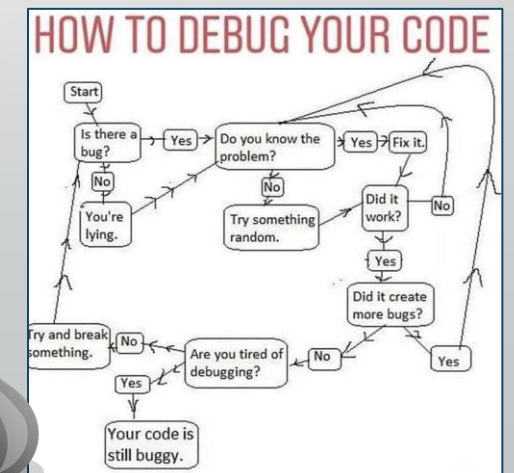 HOW TO DEBUG YOUR CODE
Start
Is there a
bug?
Yes
Do you know the
problem?
Yes
Fix it.
No
You're
lying.
No
Try something
random.
Did it
work?
No
Yes
Did it create
more bugs?
Try and break
something.
No
Are you tired of
debugging?
No
Yes
Yes
Your code is
still buggy.